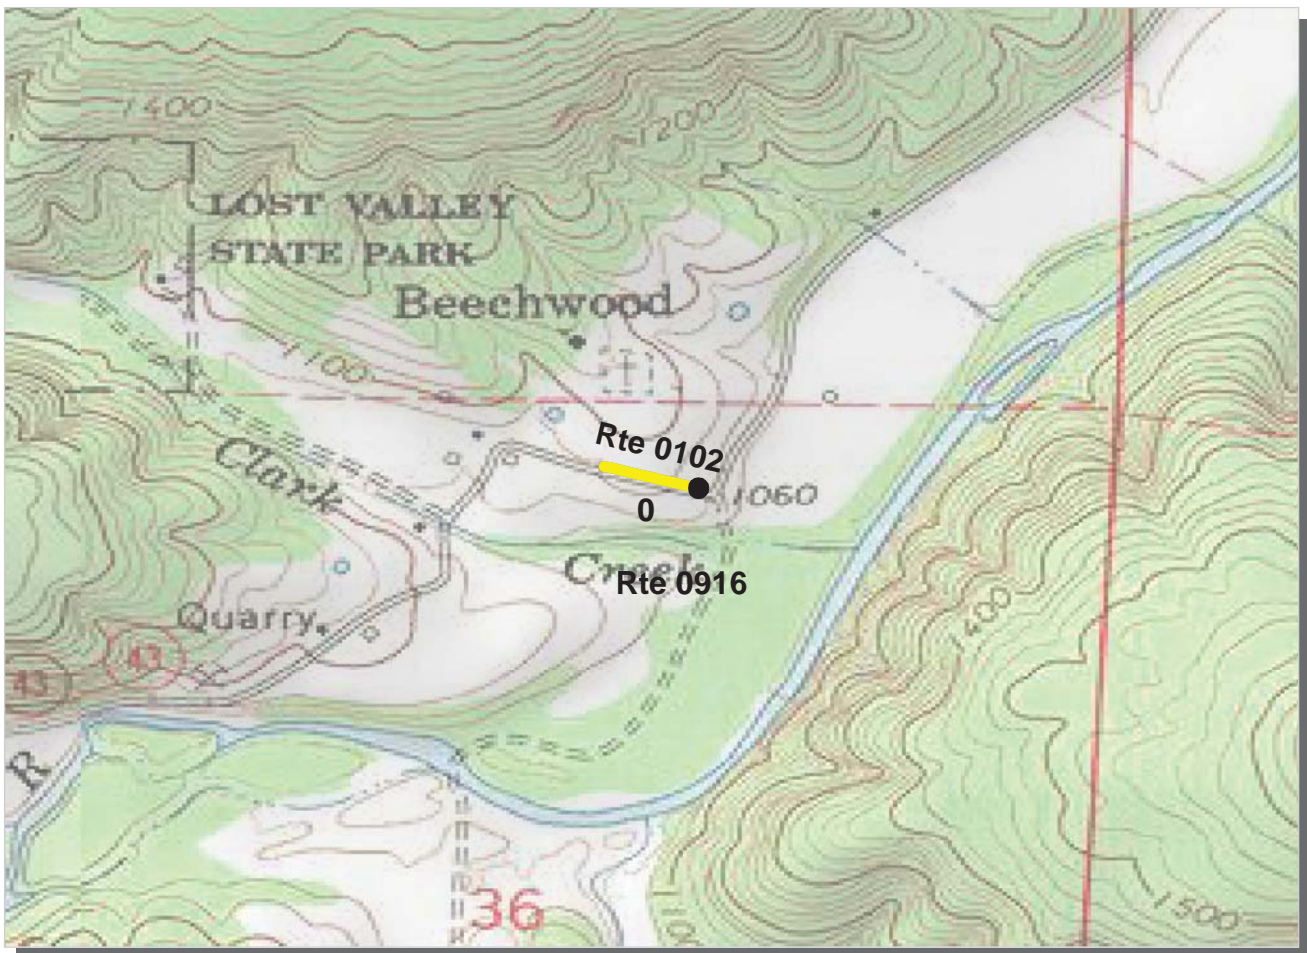 1400
1200
LOST VALLEY
STATE PARK
Beechwood
1100
Rte 0102
Clark
1060
0
Creek
Rte 0916
1400
Quarry
43
43
R
36
1500